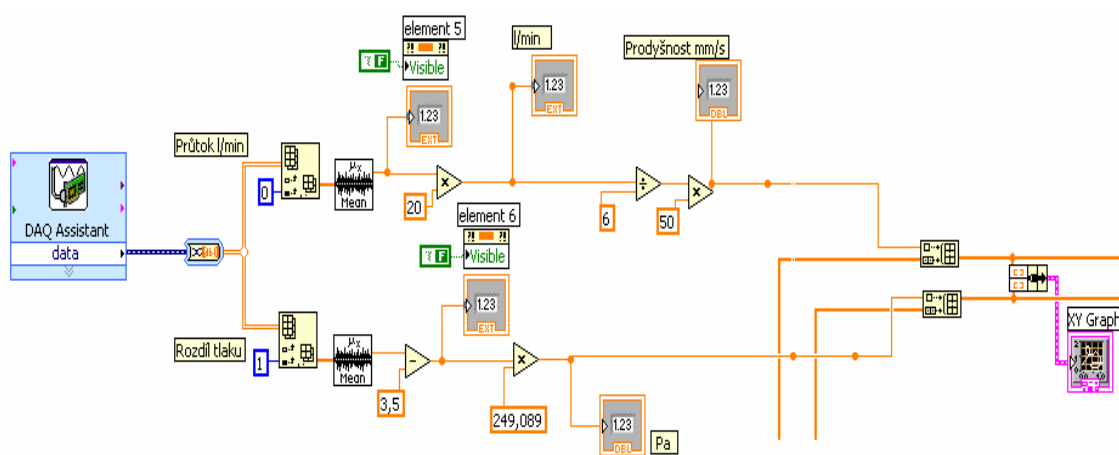 element 5
?! ?!
F
Visible
l/min
Prodyšnost mm/s
1.23
EXT
1.23
EXT
1.23
DBL
Průtok l/min
0
μx
Mean
20
6
50
DAQ Assistant
data
element 6
?! ?!
F
Visible
1.23
EXT
Rozdíl tlaku
1
μx
Mean
3,5
249,089
1.23
DBL
Pa
XY Graph